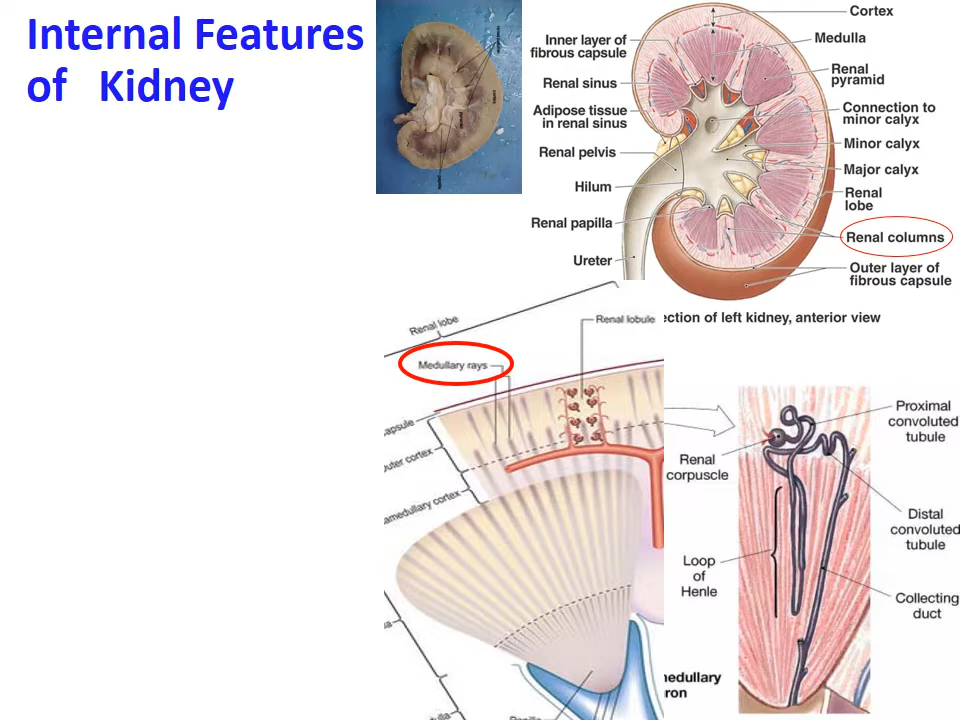 Internal Features
of Kidney
Cortex
Medulla
Renal
pyramid
Connection to
minor calyx
Minor calyx
Major calyx
Renal
lobe
Renal columns
Outer layer of
fibrous capsule
Inner layer of
fibrous capsule
Renal sinus
Adipose tissue
in renal sinus
Renal pelvis
Hilum
Renal papilla
Ureter
ection of left kidney, anterior view
Renal lobe
Renal lobule
Medullary rays
apsule
uter cortex
amedullary cortex
Proximal
convoluted
tubule
Renal
corpuscle
Distal
convoluted
tubule
Loop
of
Henle
Collecting
duct
nedullary
ron